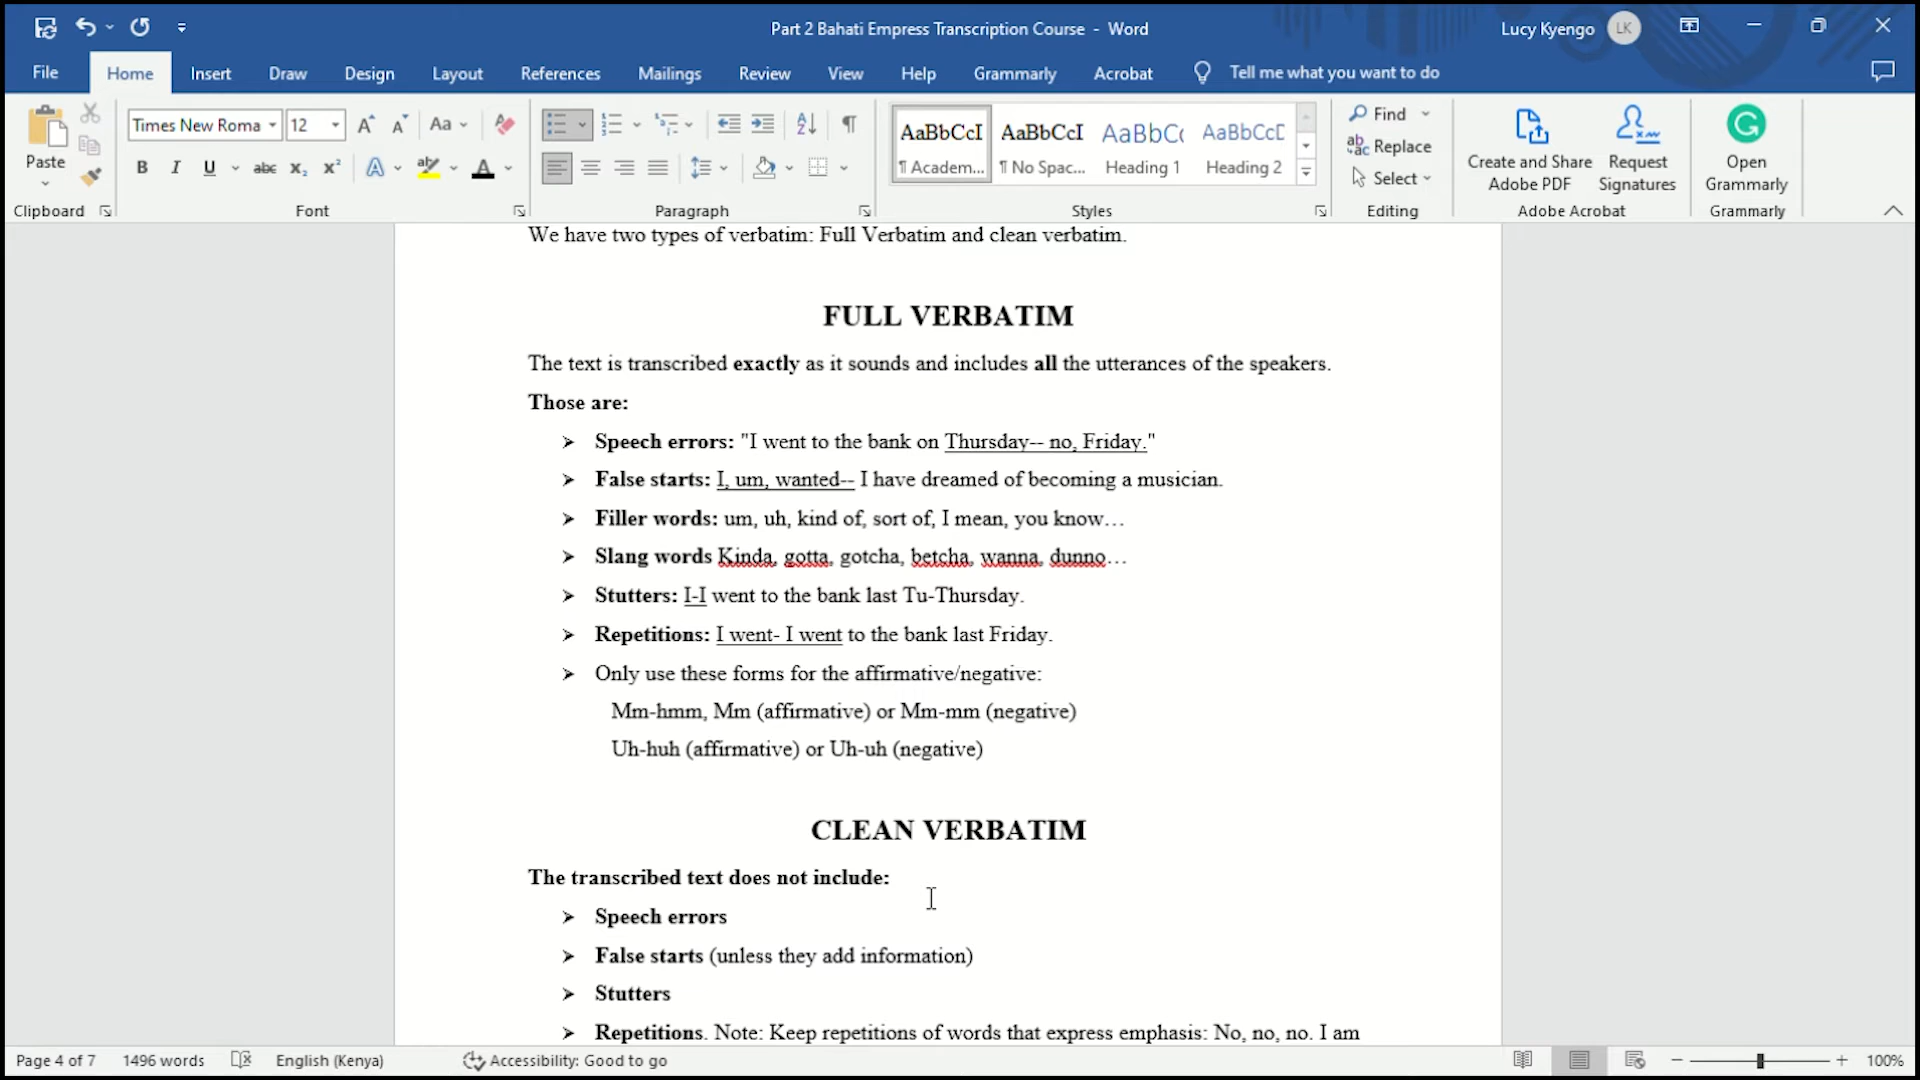 Part 2 Bahati Empress Transcription Course - Word
Lucy Kyengo LK
File Home Insert Draw Design Layout References Mailings Review View Help Grammarly Acrobat Tell me what you want to do
Paste
Clipboard
Times New Roma 12
Font
Paragraph
AaBbCcI AaBbCcI AaBbC AaBbCcD
¶ Academ... ¶ No Spac... Heading 1 Heading 2
Styles
Find
Replace
Select
Editing
Create and Share Adobe PDF
Request Signatures
Adobe Acrobat
Open Grammarly
Grammarly
We have two types of verbatim: Full Verbatim and clean verbatim.
FULL VERBATIM
The text is transcribed exactly as it sounds and includes all the utterances of the speakers.
Those are:
➢ Speech errors: "I went to the bank on Thursday-- no, Friday."
➢ False starts: I, um, wanted-- I have dreamed of becoming a musician.
➢ Filler words: um, uh, kind of, sort of, I mean, you know…
➢ Slang words Kinda, gotta, gotcha, betcha, wanna, dunno…
➢ Stutters: I-I went to the bank last Tu-Thursday.
➢ Repetitions: I went- I went to the bank last Friday.
➢ Only use these forms for the affirmative/negative:
Mm-hmm, Mm (affirmative) or Mm-mm (negative)
Uh-huh (affirmative) or Uh-uh (negative)
CLEAN VERBATIM
The transcribed text does not include:
➢ Speech errors
➢ False starts (unless they add information)
➢ Stutters
➢ Repetitions. Note: Keep repetitions of words that express emphasis: No, no, no. I am
Page 4 of 7 1496 words English (Kenya) Accessibility: Good to go 100%